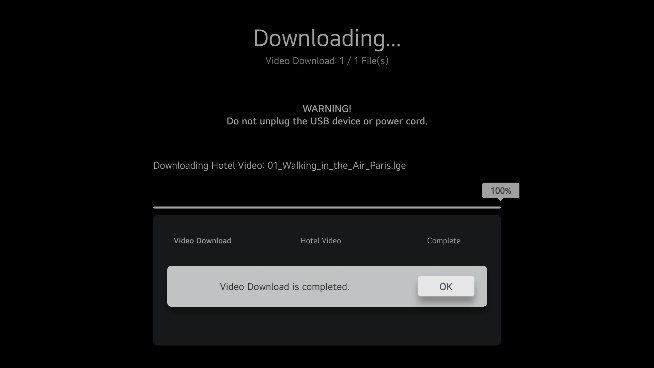 Downloading...
Video Download: 1 / 1 File(s)
WARNING!
Do not unplug the USB device or power cord.
Downloading Hotel Video: 01_Walking_in_the_Air_Paris.lge
100%
Video Download Hotel Video Complete
Video Download is completed. OK